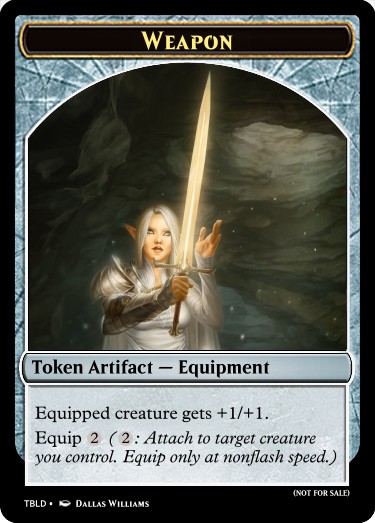 WEAPON
Token Artifact — Equipment
Equipped creature gets +1/+1.
Equip 2 ( 2 : Attach to target creature
you control. Equip only at nonflash speed.)
(NOT FOR SALE)
TBLD • DALLAS WILLIAMS